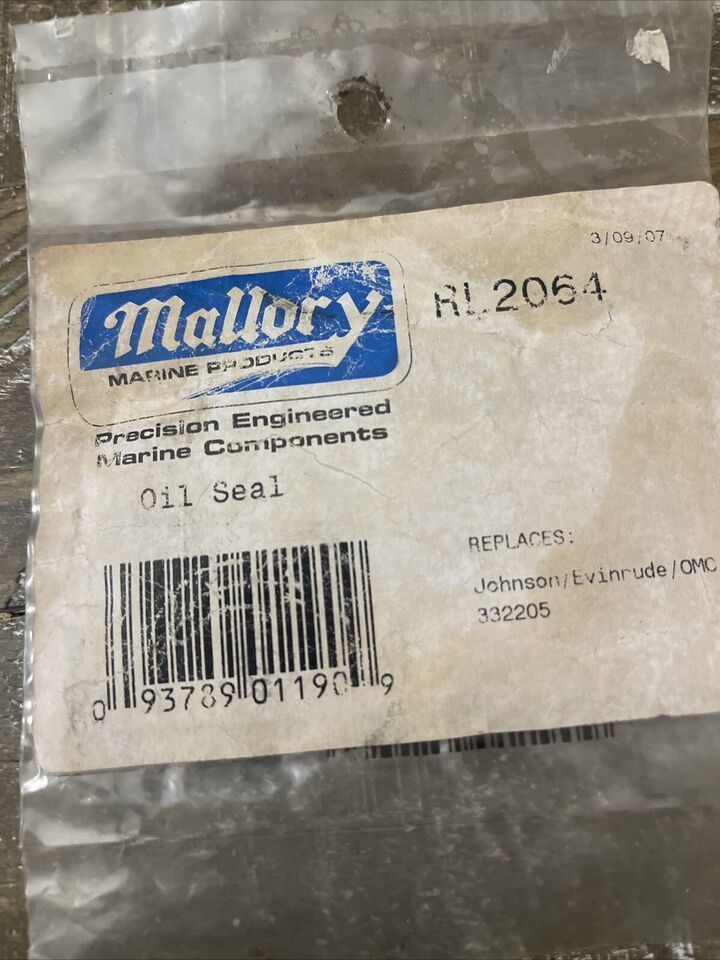 3/09/07
RL2064
Mallory
MARINE PRODUCTS
Precision Engineered
Marine Components
Oil Seal
REPLACES:
Johnson/Evinrude/OMC
332205
0 93789 01190 9